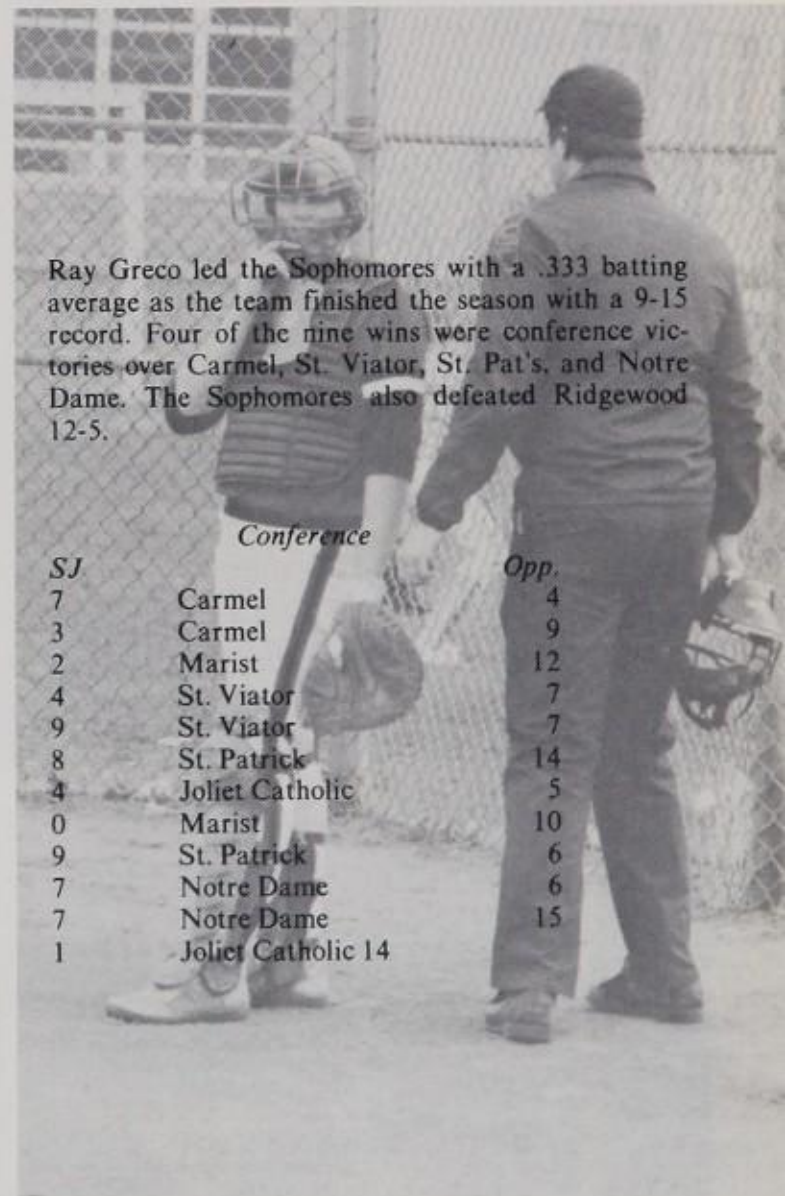 Ray Greco led the Sophomores with a .333 batting
average as the team finished the season with a 9-15
record. Four of the nine wins were conference vic-
tories over Carmel, St. Viator, St. Pat's, and Notre
Dame. The Sophomores also defeated Ridgewood
12-5.
Conference
SJ Opp.
7 Carmel 4
3 Carmel 9
2 Marist 12
4 St. Viator 7
9 St. Viator 7
8 St. Patrick 14
4 Joliet Catholic 5
0 Marist 10
9 St. Patrick 6
7 Notre Dame 6
7 Notre Dame 15
1 Joliet Catholic 14